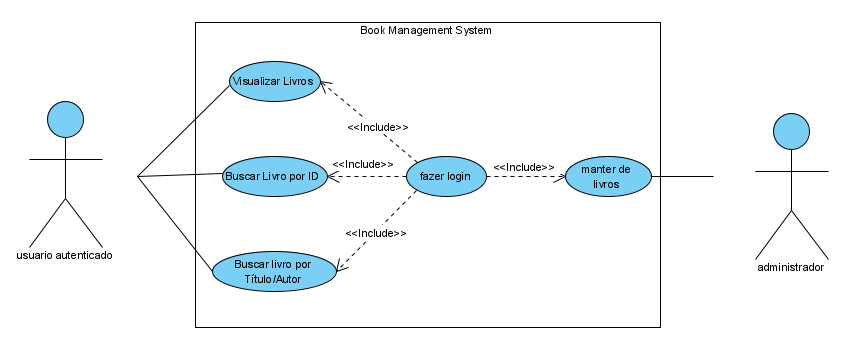 Book Management System
Visualizar Livros
<<Include>>
<<Include>>
<<Include>>
Buscar Livro por ID
fazer login
manter de
livros
<<Include>>
usuario autenticado
Buscar livro por
Título/Autor
administrador